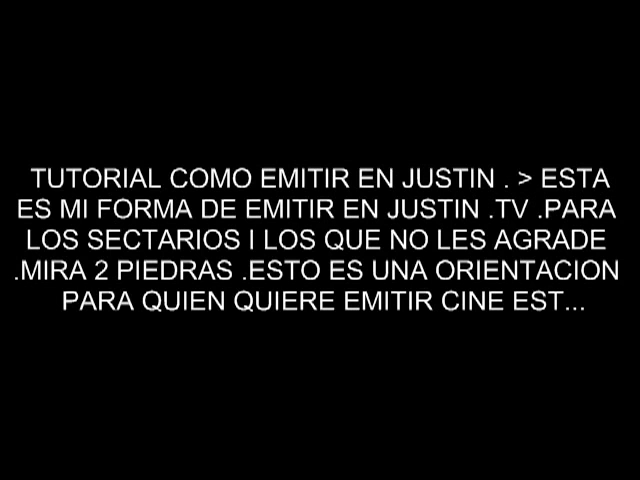 TUTORIAL COMO EMITIR EN JUSTIN . > ESTA
ES MI FORMA DE EMITIR EN JUSTIN .TV .PARA
LOS SECTARIOS I LOS QUE NO LES AGRADE
.MIRA 2 PIEDRAS .ESTO ES UNA ORIENTACION
PARA QUIEN QUIERE EMITIR CINE EST...